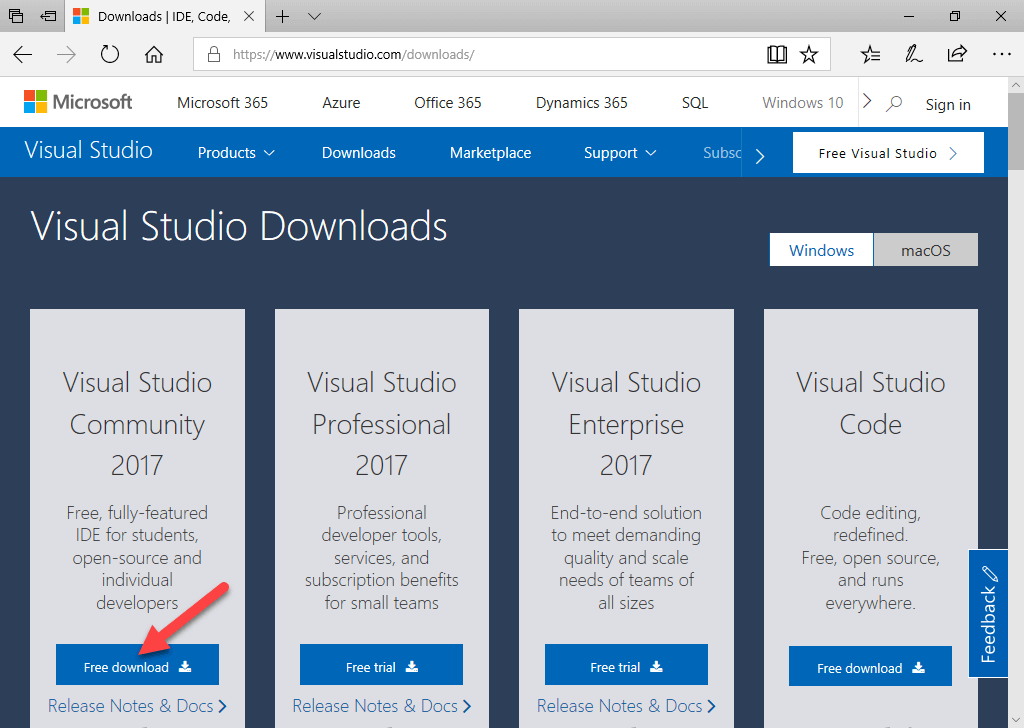 Downloads | IDE, Code,
https://www.visualstudio.com/downloads/
Microsoft Microsoft 365 Azure Office 365 Dynamics 365 SQL Windows 10 Sign in
Visual Studio Products Downloads Marketplace Support Subsc Free Visual Studio
Visual Studio Downloads
Windows macOS
Visual Studio
Community
2017
Free, fully-featured
IDE for students,
open-source and
individual
developers
Free download
Release Notes & Docs
Visual Studio
Professional
2017
Professional
developer tools,
services, and
subscription benefits
for small teams
Free trial
Release Notes & Docs
Visual Studio
Enterprise
2017
End-to-end solution
to meet demanding
quality and scale
needs of teams of
all sizes
Free trial
Release Notes & Docs
Visual Studio
Code
Code editing,
redefined.
Free, open source,
and runs
everywhere.
Free download
Feedback